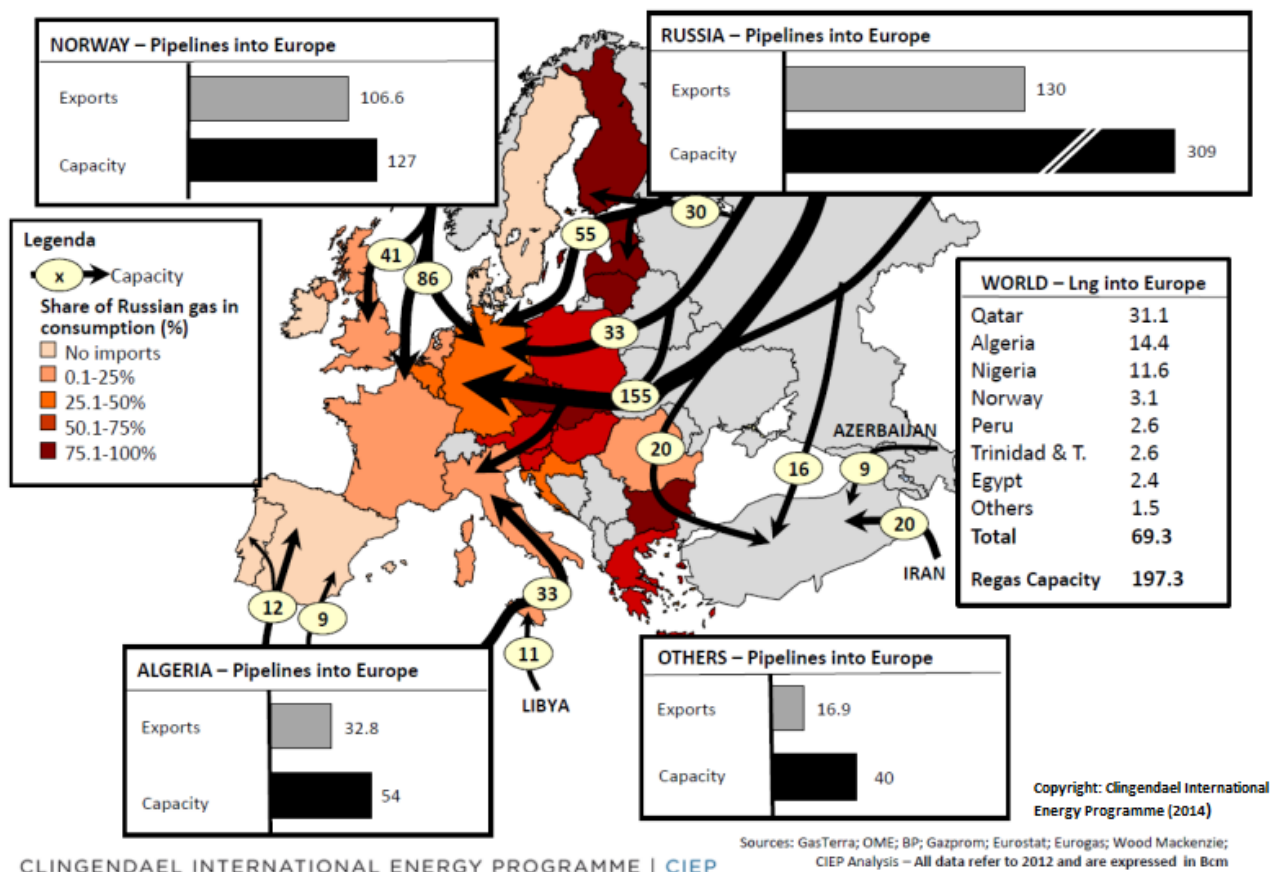 NORWAY – Pipelines into Europe
Exports
106.6
Capacity
127
RUSSIA – Pipelines into Europe
Exports
130
Capacity
309
Legenda
x
Capacity
Share of Russian gas in
consumption (%)
No imports
0.1-25%
25.1-50%
50.1-75%
75.1-100%
41
86
55
30
33
155
20
16
9
20
AZERBAIJAN
IRAN
12
9
33
11
LIBYA
WORLD – Lng into Europe
Qatar 31.1
Algeria 14.4
Nigeria 11.6
Norway 3.1
Peru 2.6
Trinidad & T. 2.6
Egypt 2.4
Others 1.5
Total 69.3
Regas Capacity 197.3
ALGERIA – Pipelines into Europe
Exports
32.8
Capacity
54
OTHERS – Pipelines into Europe
Exports
16.9
Capacity
40
Copyright: Clingendael International
Energy Programme (2014)
Sources: GasTerra; OME; BP; Gazprom; Eurostat; Eurogas; Wood Mackenzie;
CIEP Analysis – All data refer to 2012 and are expressed in Bcm
CLINGENDAEL INTERNATIONAL ENERGY PROGRAMME | CIEP